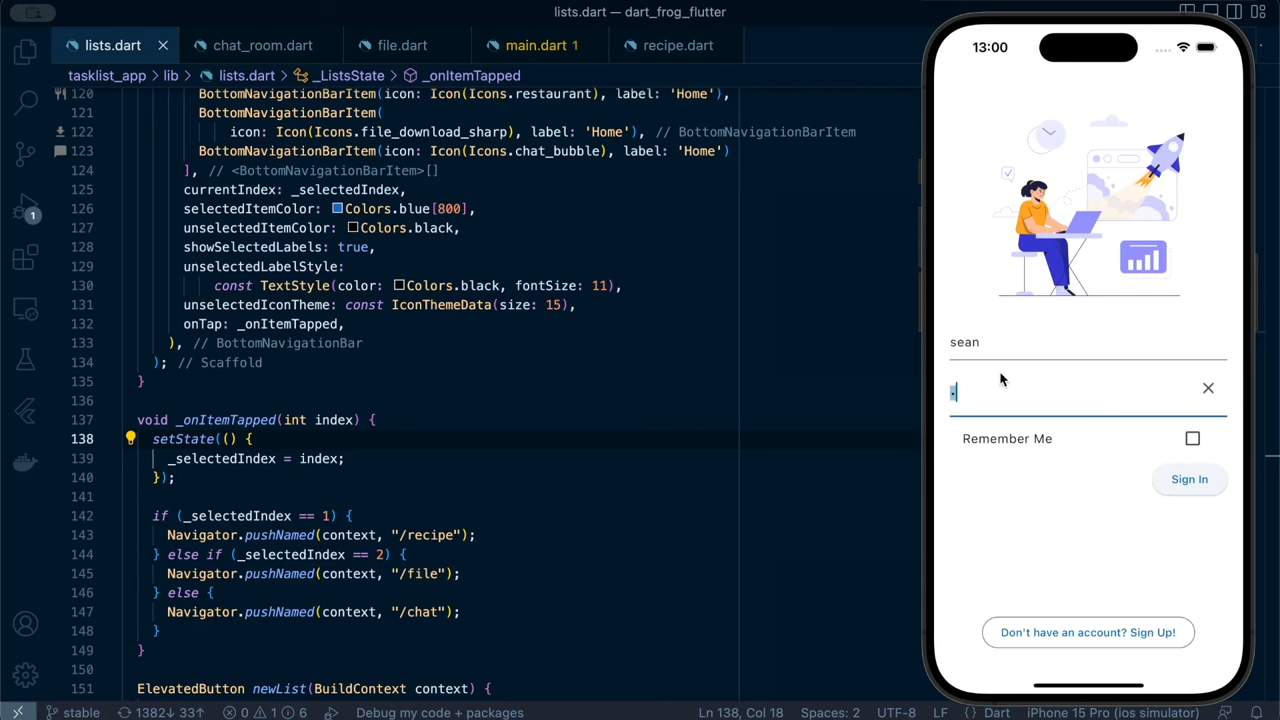 lists.dart — dart_frog_flutter
lists.dart
chat_room.dart
file.dart
main.dart 1
recipe.dart
tasklist_app > lib > lists.dart > _ListsState > _onItemTapped
120 BottomNavigationBarItem(icon: Icon(Icons.restaurant), label: 'Home'),
121 BottomNavigationBarItem(
122 icon: Icon(Icons.file_download_sharp), label: 'Home'), // BottomNavigationBarItem
123 BottomNavigationBarItem(icon: Icon(Icons.chat_bubble), label: 'Home')
124 ], // <BottomNavigationBarItem>[]
125 currentIndex: _selectedIndex,
126 selectedItemColor: Colors.blue[800],
127 unselectedItemColor: Colors.black,
128 showSelectedLabels: true,
129 unselectedLabelStyle:
130 const TextStyle(color: Colors.black, fontSize: 11),
131 unselectedIconTheme: const IconThemeData(size: 15),
132 onTap: _onItemTapped,
133 ), // BottomNavigationBar
134 ); // Scaffold
135 }
136
137 void _onItemTapped(int index) {
138 setState(() {
139 _selectedIndex = index;
140 });
141
142 if (_selectedIndex == 1) {
143 Navigator.pushNamed(context, "/recipe");
144 } else if (_selectedIndex == 2) {
145 Navigator.pushNamed(context, "/file");
146 } else {
147 Navigator.pushNamed(context, "/chat");
148 }
149 }
150
151 ElevatedButton newList(BuildContext context) {
1
stable 1382↓ 33↑ 0 1 6 Debug my code + packages Ln 138, Col 18 Spaces: 2 UTF-8 LF {} Dart iPhone 15 Pro (ios simulator)
13:00
sean
Remember Me
Sign In
Don't have an account? Sign Up!